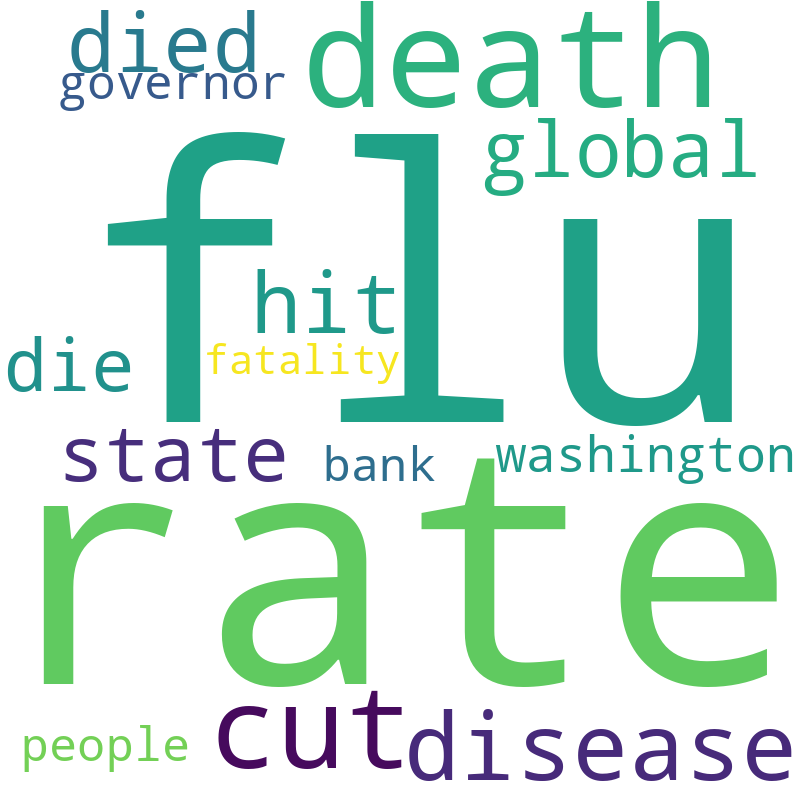 died death
governor
global
flu
hit
die fatality
state bank washington
rate
cut disease
people